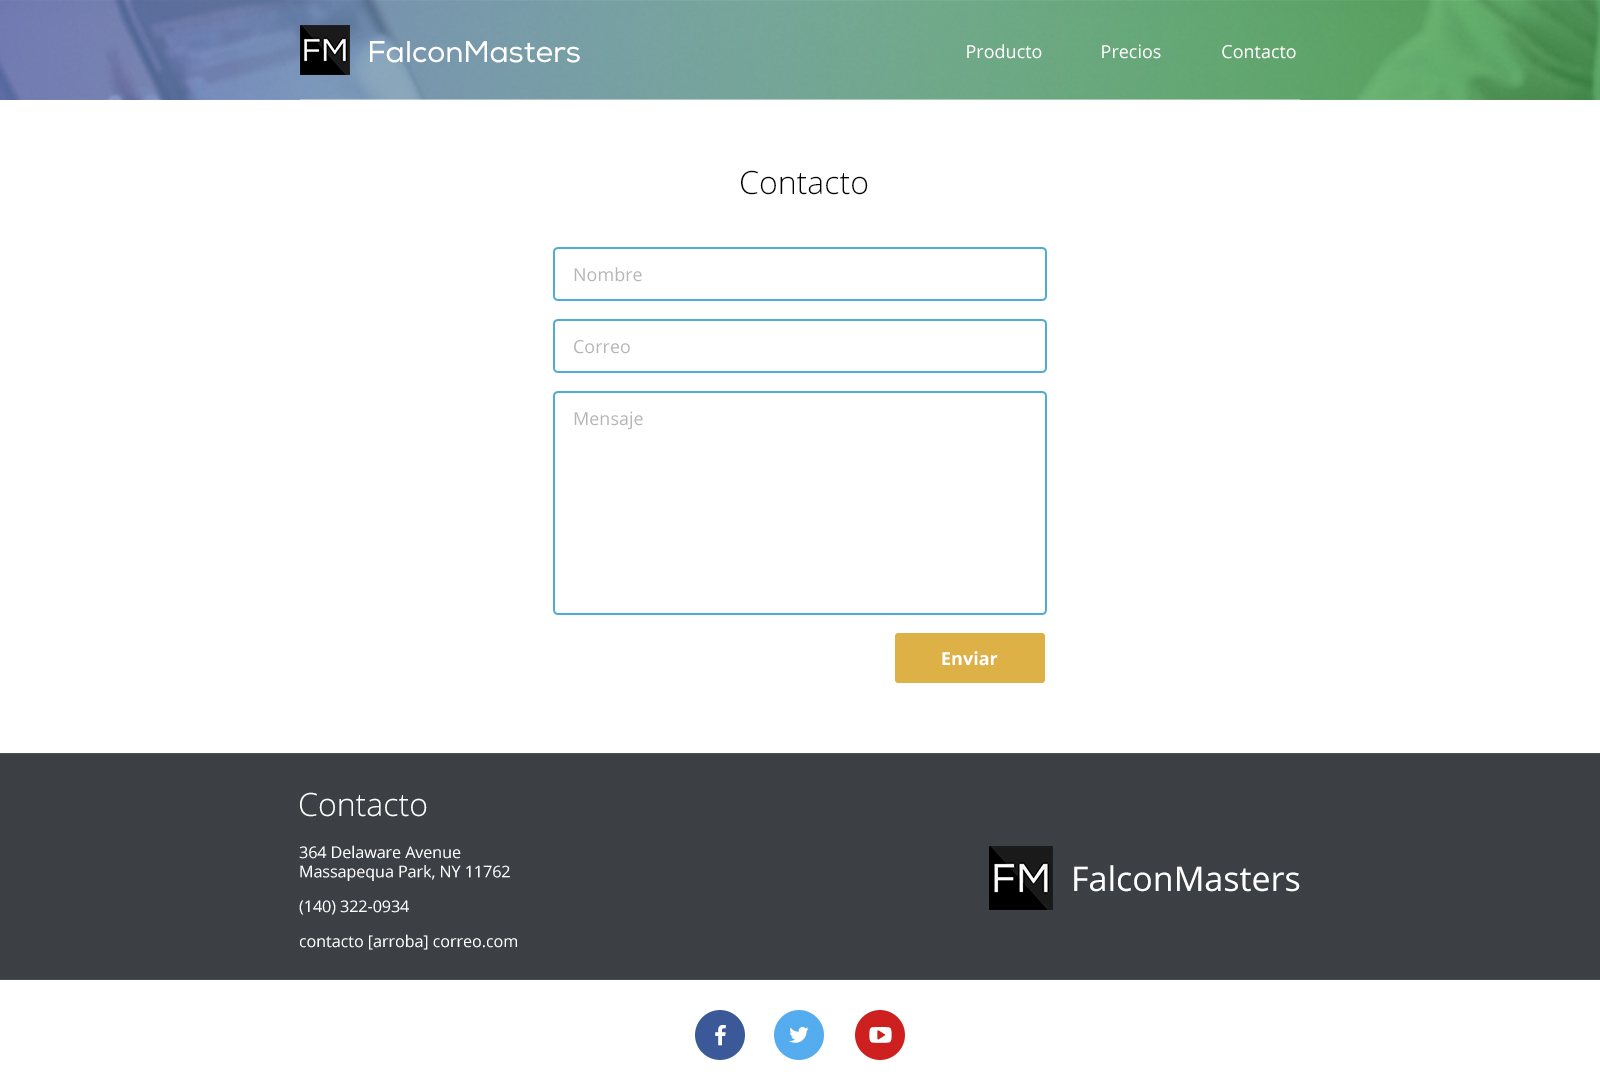 FM FalconMasters
Producto Precios Contacto
Contacto
Nombre
Correo
Mensaje
Enviar
Contacto
364 Delaware Avenue
Massapequa Park, NY 11762
(140) 322-0934
contacto [arroba] correo.com
FM FalconMasters